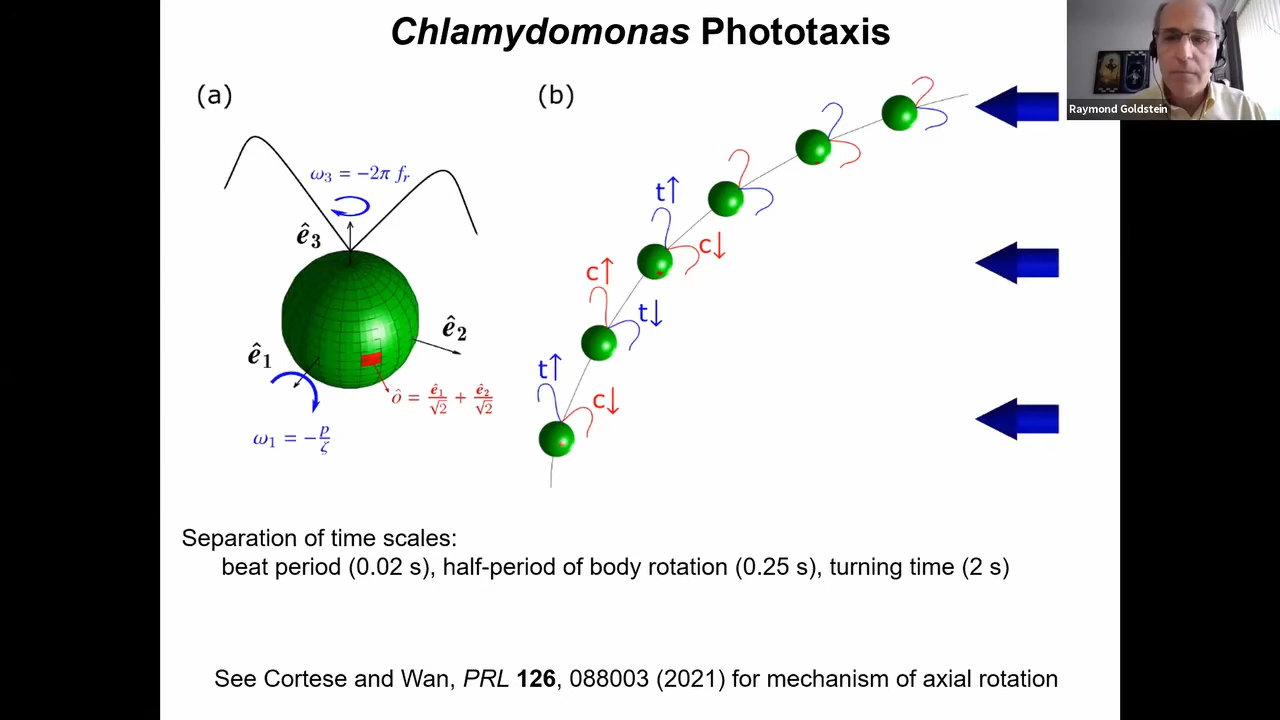 Chlamydomonas Phototaxis
Raymond Goldstein
(a)
(b)
ω₃ = −2π fᵣ
ê₃
ê₂
ê₁
ô = ê₁/√2 + ê₂/√2
ω₁ = −p/ζ
t↑
c↓
c↑
t↓
t↑
c↓
Separation of time scales:
beat period (0.02 s), half-period of body rotation (0.25 s), turning time (2 s)
See Cortese and Wan, PRL 126, 088003 (2021) for mechanism of axial rotation